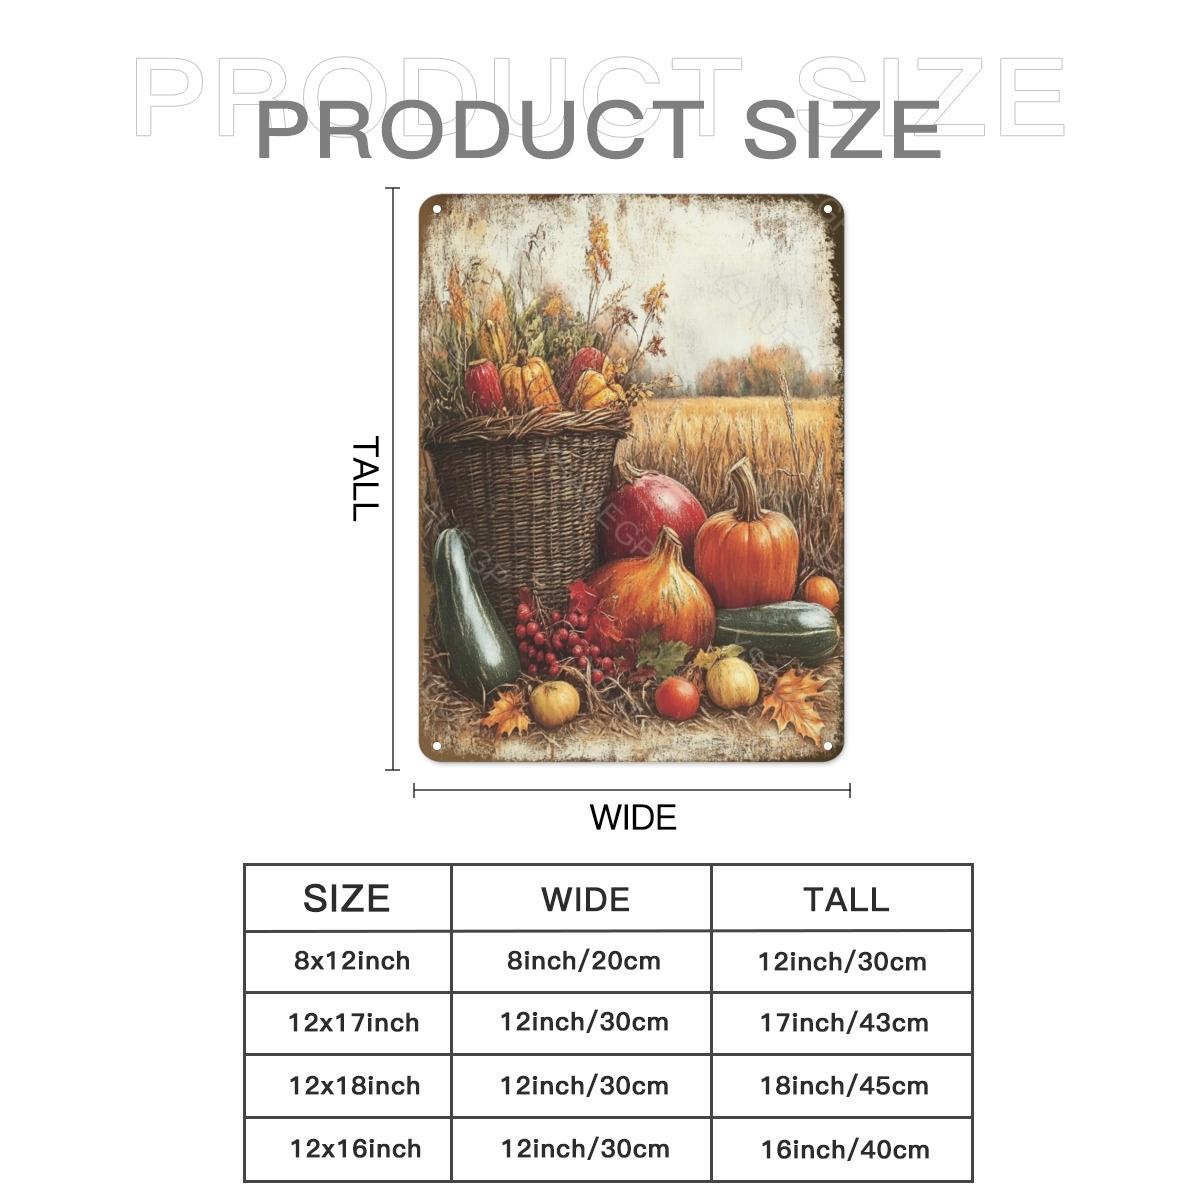 PRODUCT SIZE
PRODUCT SIZE
TALL
WIDE
SIZE WIDE TALL
8x12inch 8inch/20cm 12inch/30cm
12x17inch 12inch/30cm 17inch/43cm
12x18inch 12inch/30cm 18inch/45cm
12x16inch 12inch/30cm 16inch/40cm